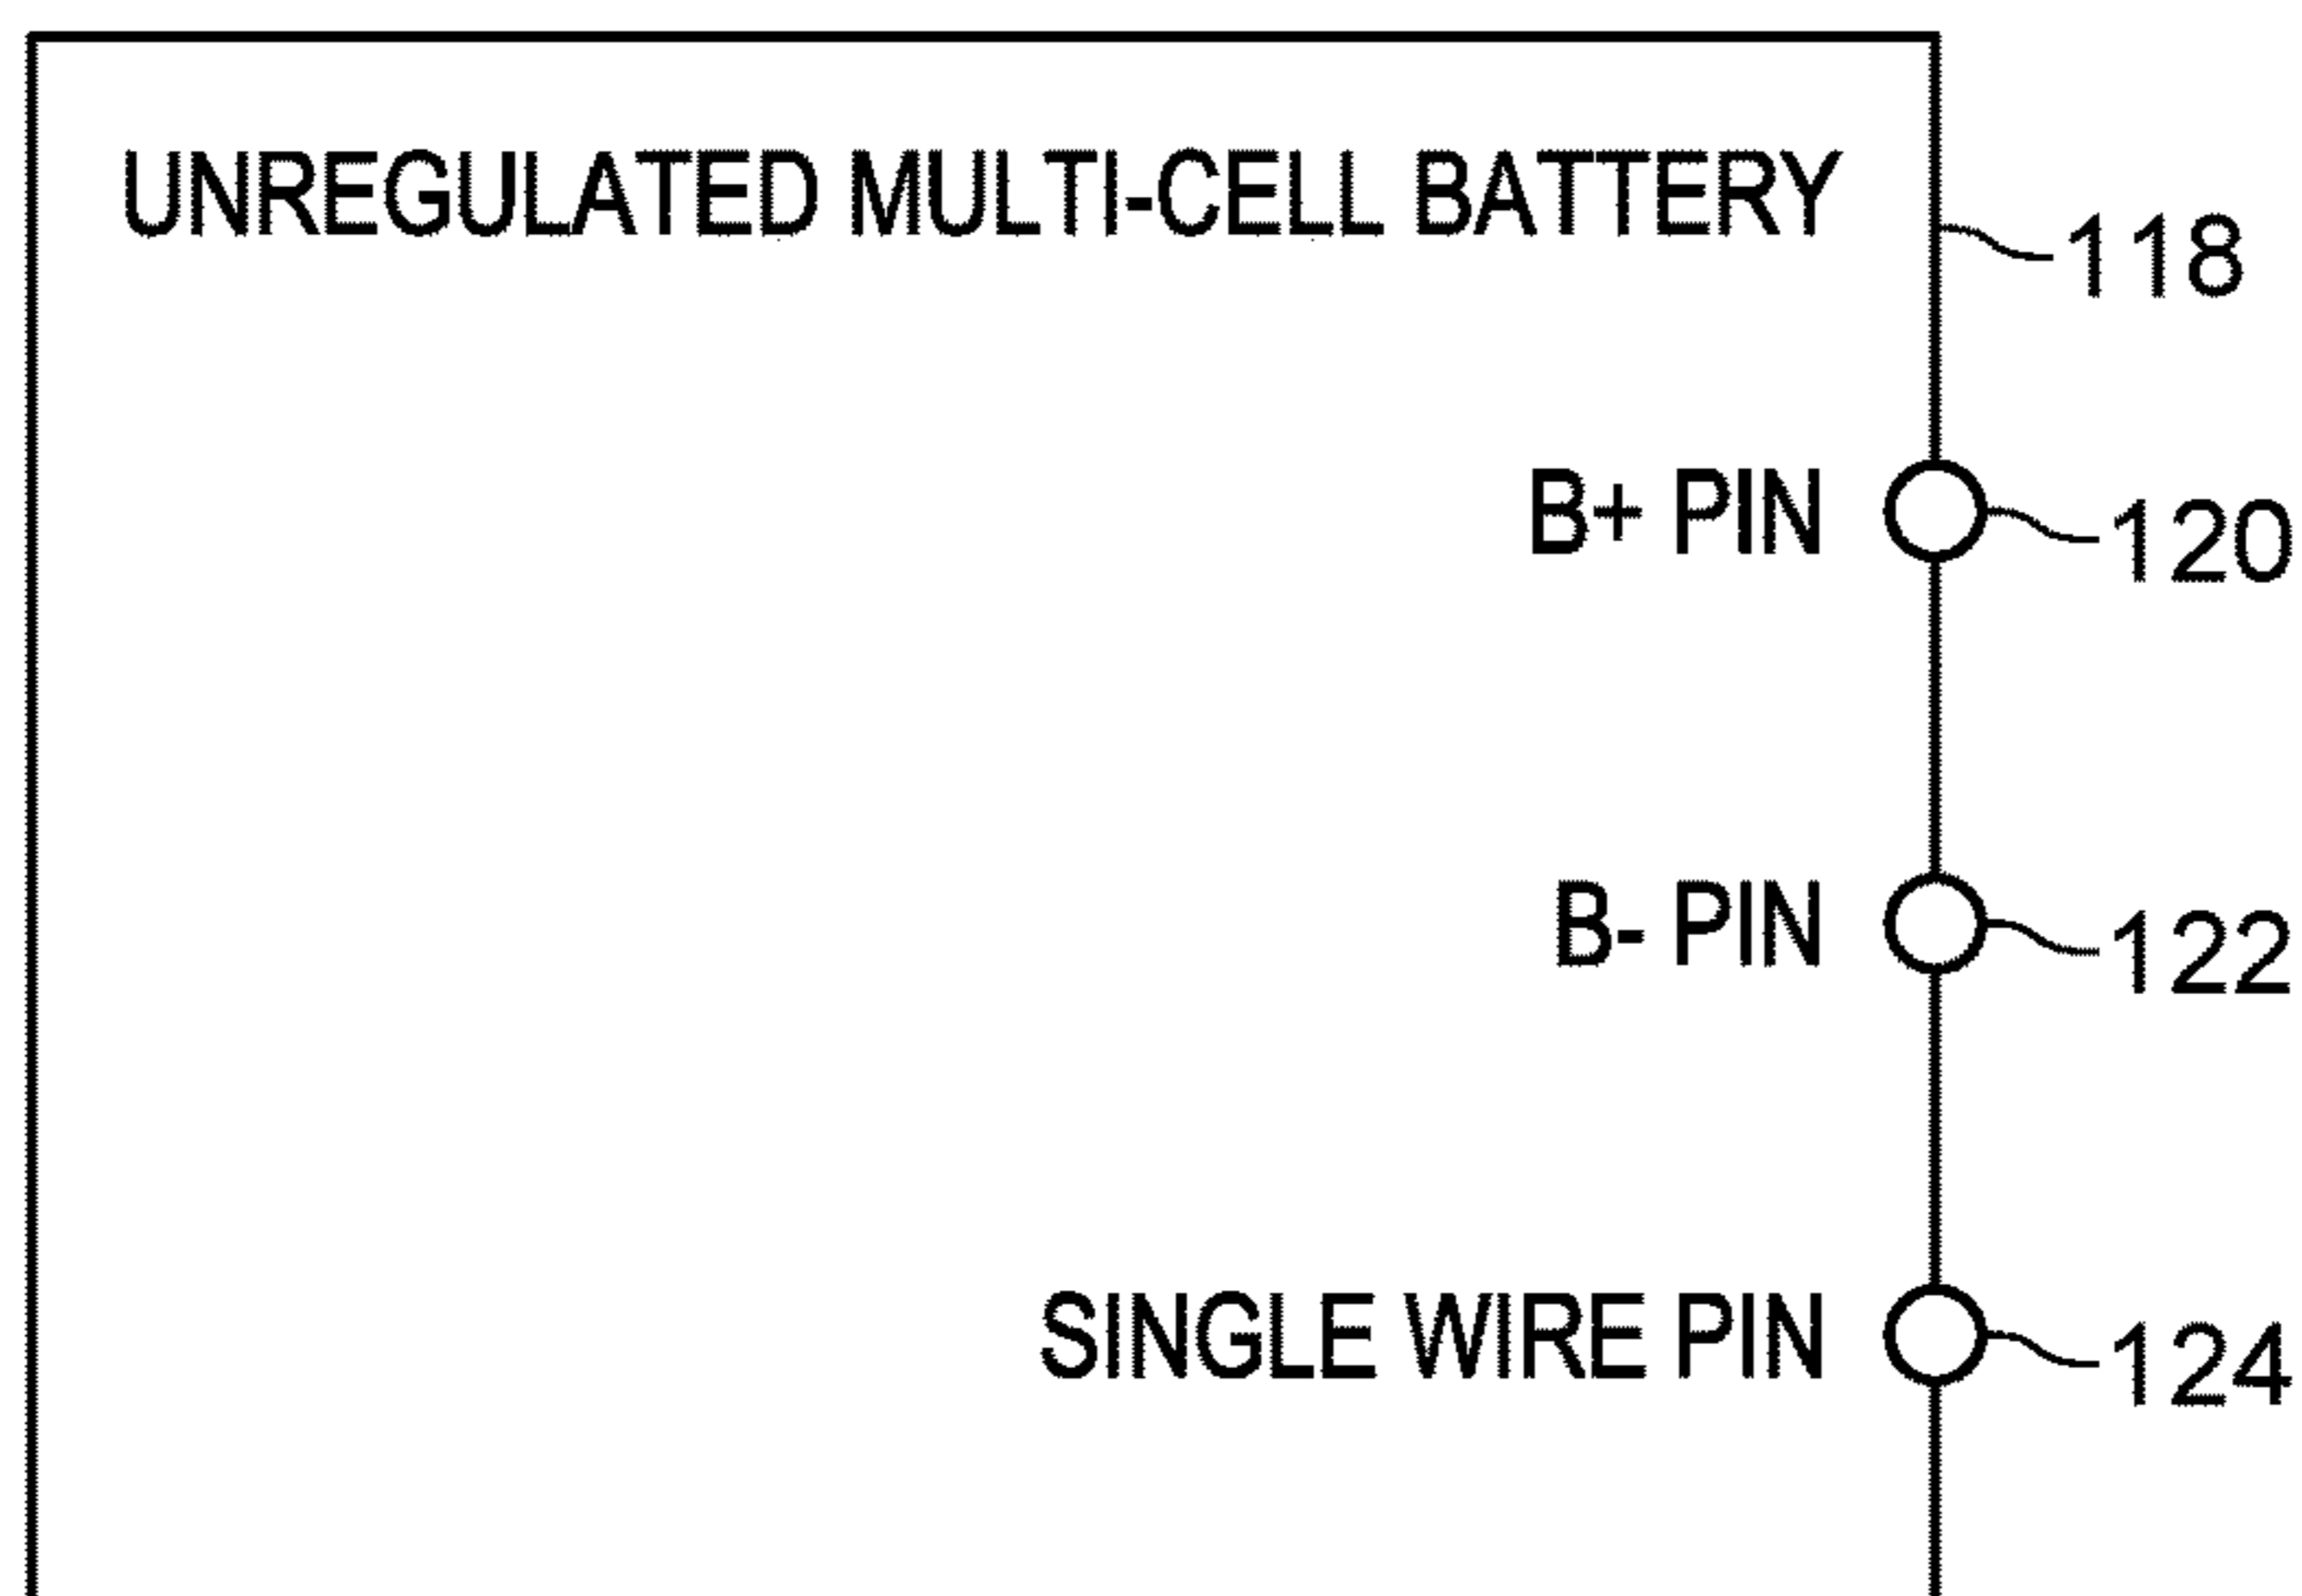 UNREGULATED MULTI-CELL BATTERY
118
B+ PIN
120
B- PIN
122
SINGLE WIRE PIN
124